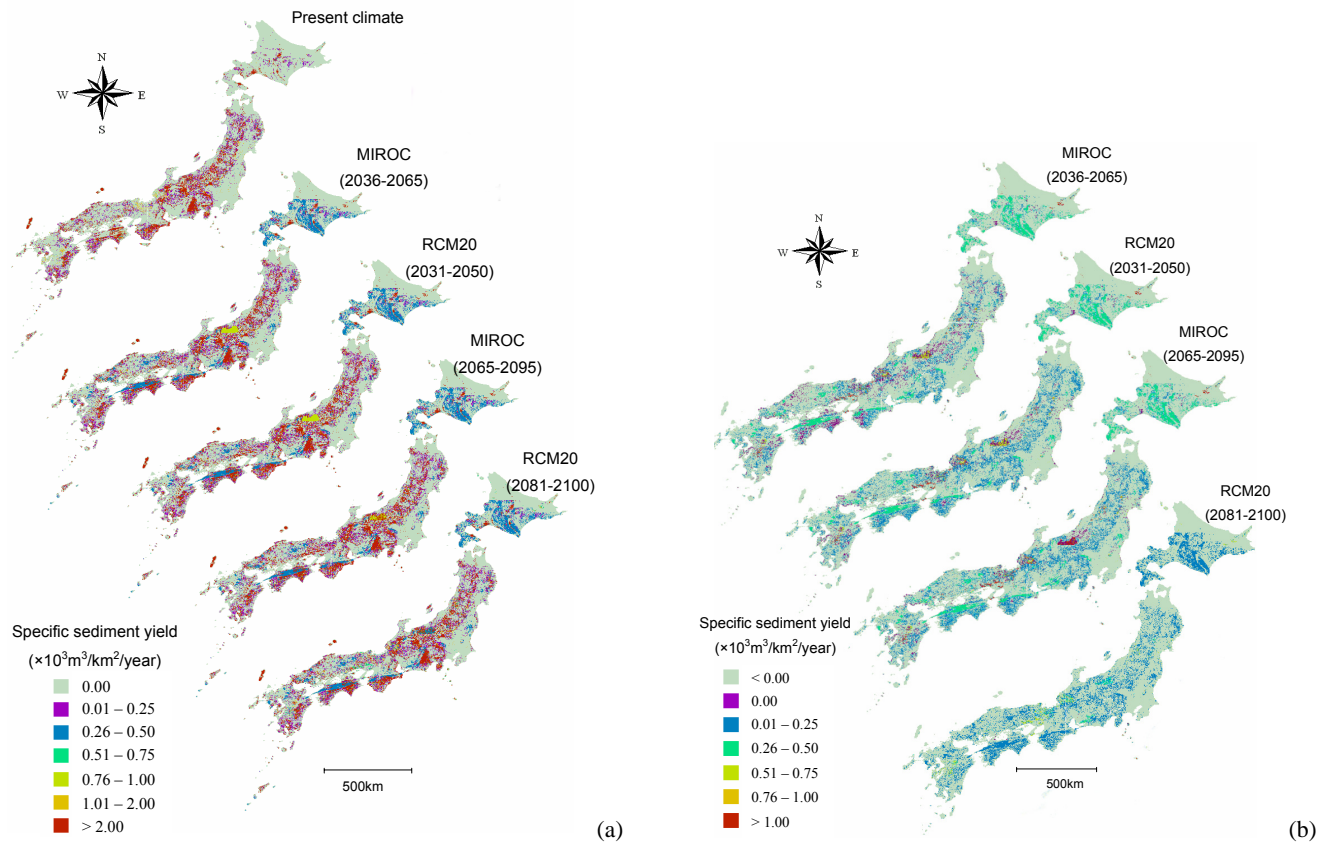 Present climate
N
W
E
S
MIROC
(2036-2065)
RCM20
(2031-2050)
MIROC
(2065-2095)
RCM20
(2081-2100)
Specific sediment yield
(×10³m³/km²/year)
0.00
0.01 – 0.25
0.26 – 0.50
0.51 – 0.75
0.76 – 1.00
1.01 – 2.00
> 2.00
500km
(a)
MIROC
(2036-2065)
N
W
E
S
RCM20
(2031-2050)
MIROC
(2065-2095)
RCM20
(2081-2100)
Specific sediment yield
(×10³m³/km²/year)
< 0.00
0.00
0.01 – 0.25
0.26 – 0.50
0.51 – 0.75
0.76 – 1.00
> 1.00
500km
(b)